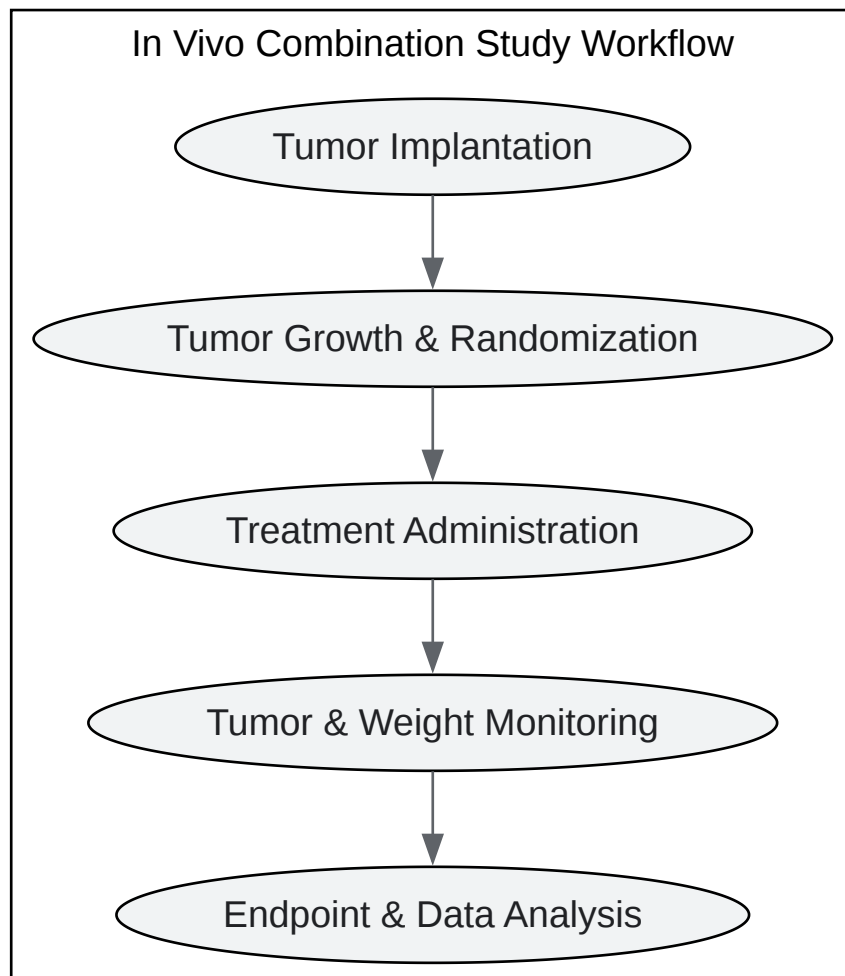 In Vivo Combination Study Workflow
Tumor Implantation
Tumor Growth & Randomization
Treatment Administration
Tumor & Weight Monitoring
Endpoint & Data Analysis